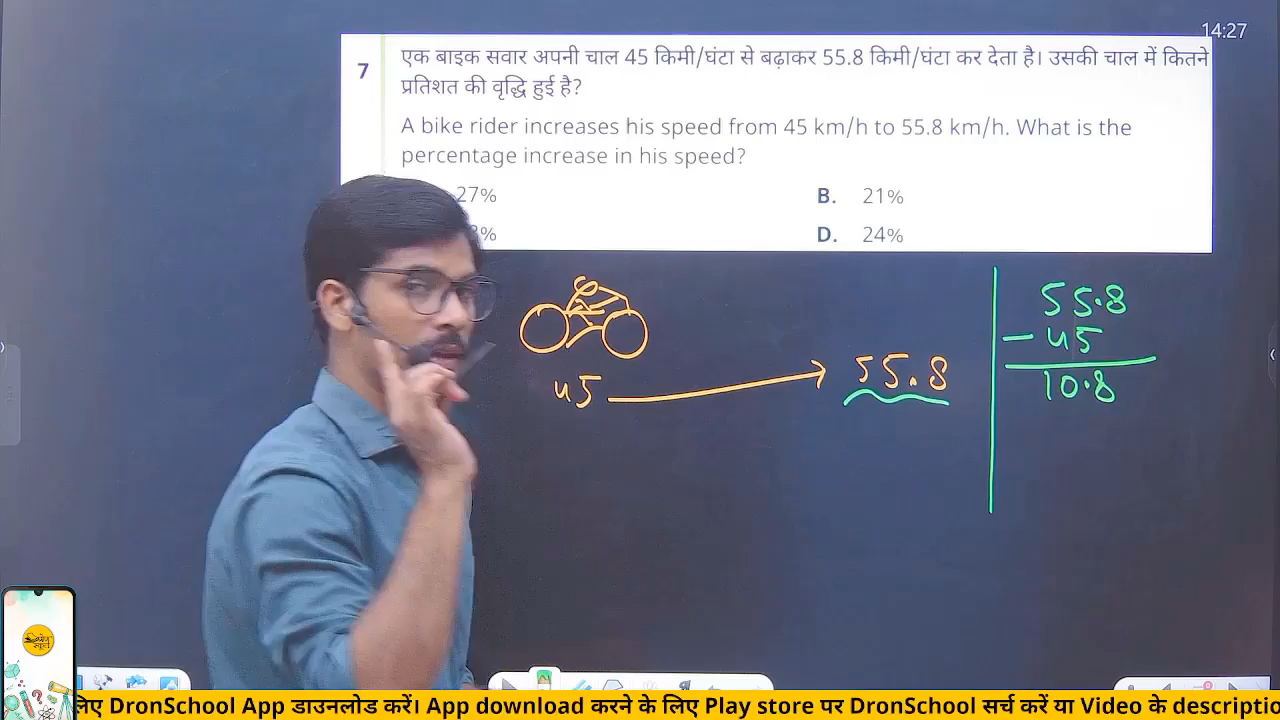 14:27
7
एक बाइक सवार अपनी चाल 45 किमी/घंटा से बढ़ाकर 55.8 किमी/घंटा कर देता है। उसकी चाल में कितने
प्रतिशत की वृद्धि हुई है?
A bike rider increases his speed from 45 km/h to 55.8 km/h. What is the
percentage increase in his speed?
27% B. 21%
% D. 24%
55.8
– 45
10.8
45 → 55.8
लिए DronSchool App डाउनलोड करें। App download करने के लिए Play store पर DronSchool सर्च करें या Video के descriptio